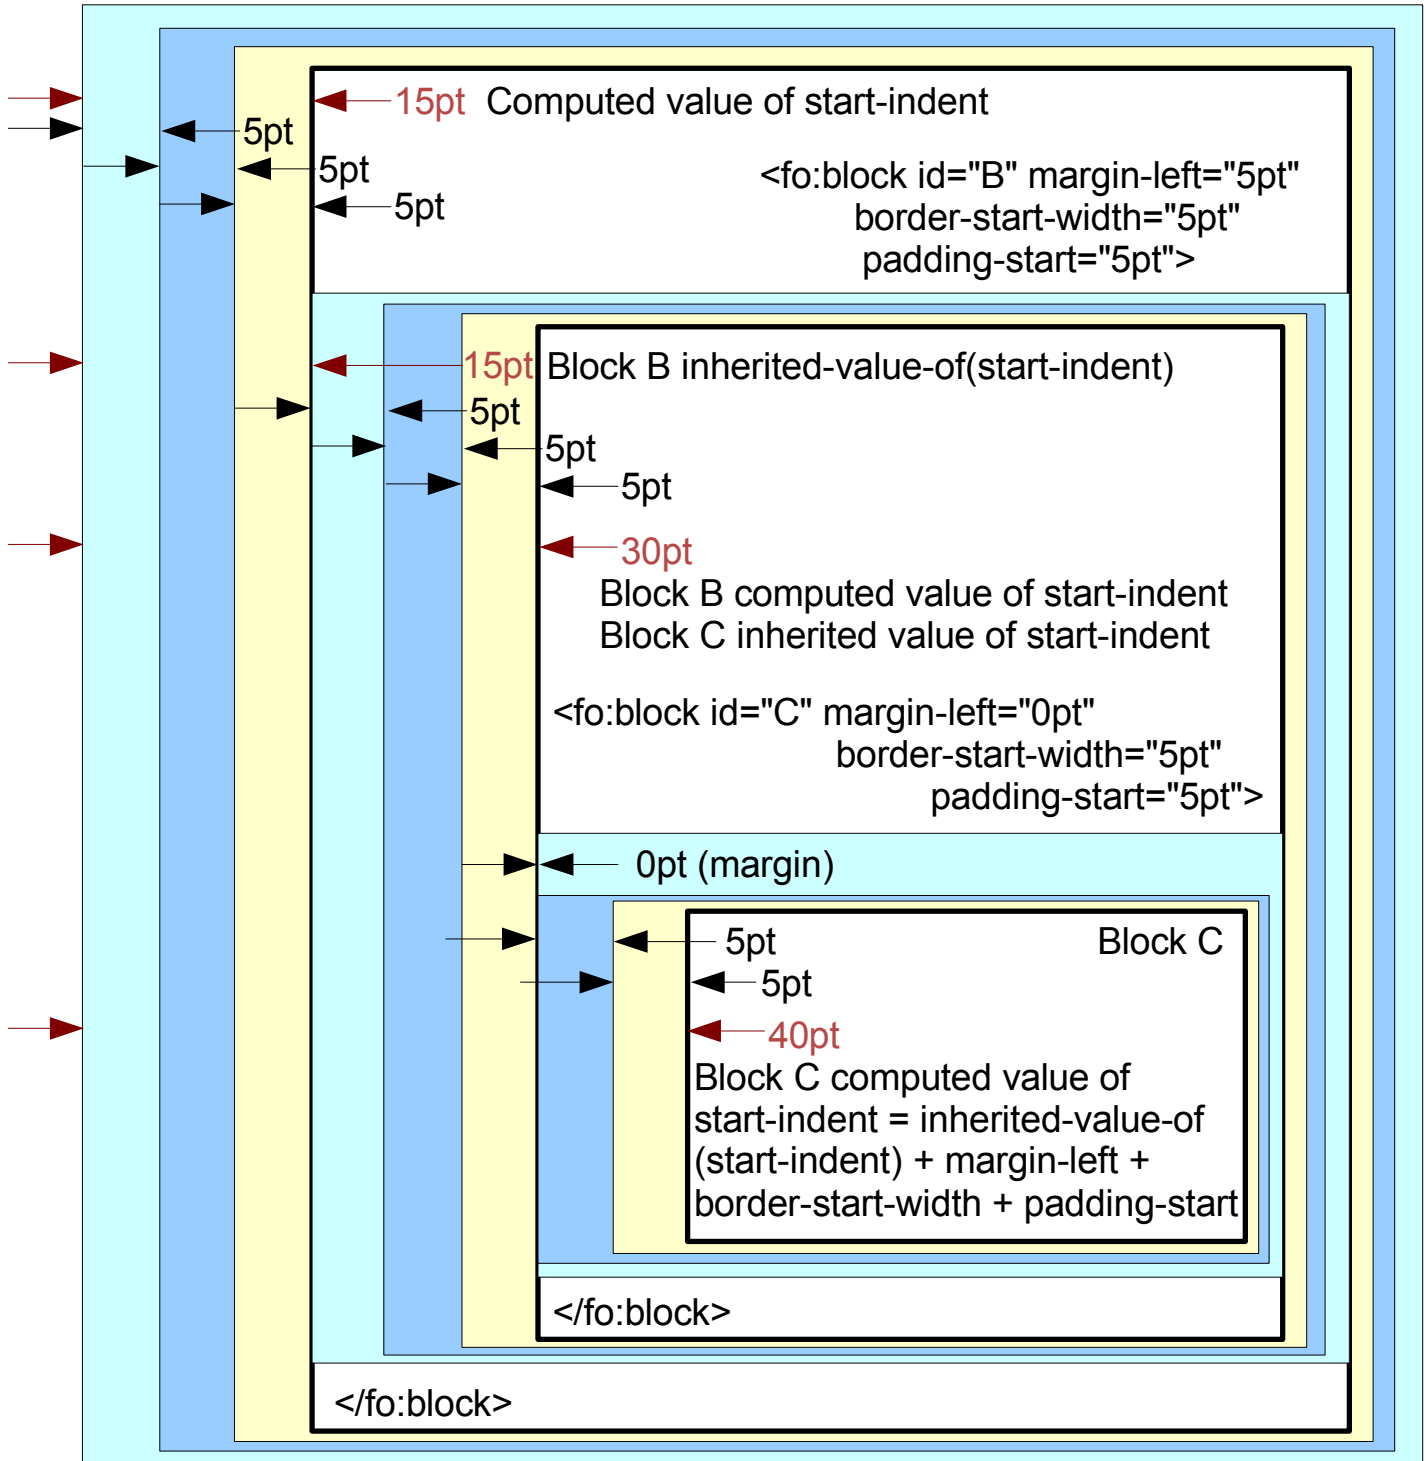 15pt Computed value of start-indent
5pt
5pt
5pt
<fo:block id="B" margin-left="5pt"
border-start-width="5pt"
padding-start="5pt">
15pt Block B inherited-value-of(start-indent)
5pt
5pt
5pt
30pt
Block B computed value of start-indent
Block C inherited value of start-indent
<fo:block id="C" margin-left="0pt"
border-start-width="5pt"
padding-start="5pt">
0pt (margin)
5pt Block C
5pt
40pt
Block C computed value of
start-indent = inherited-value-of
(start-indent) + margin-left +
border-start-width + padding-start
</fo:block>
</fo:block>